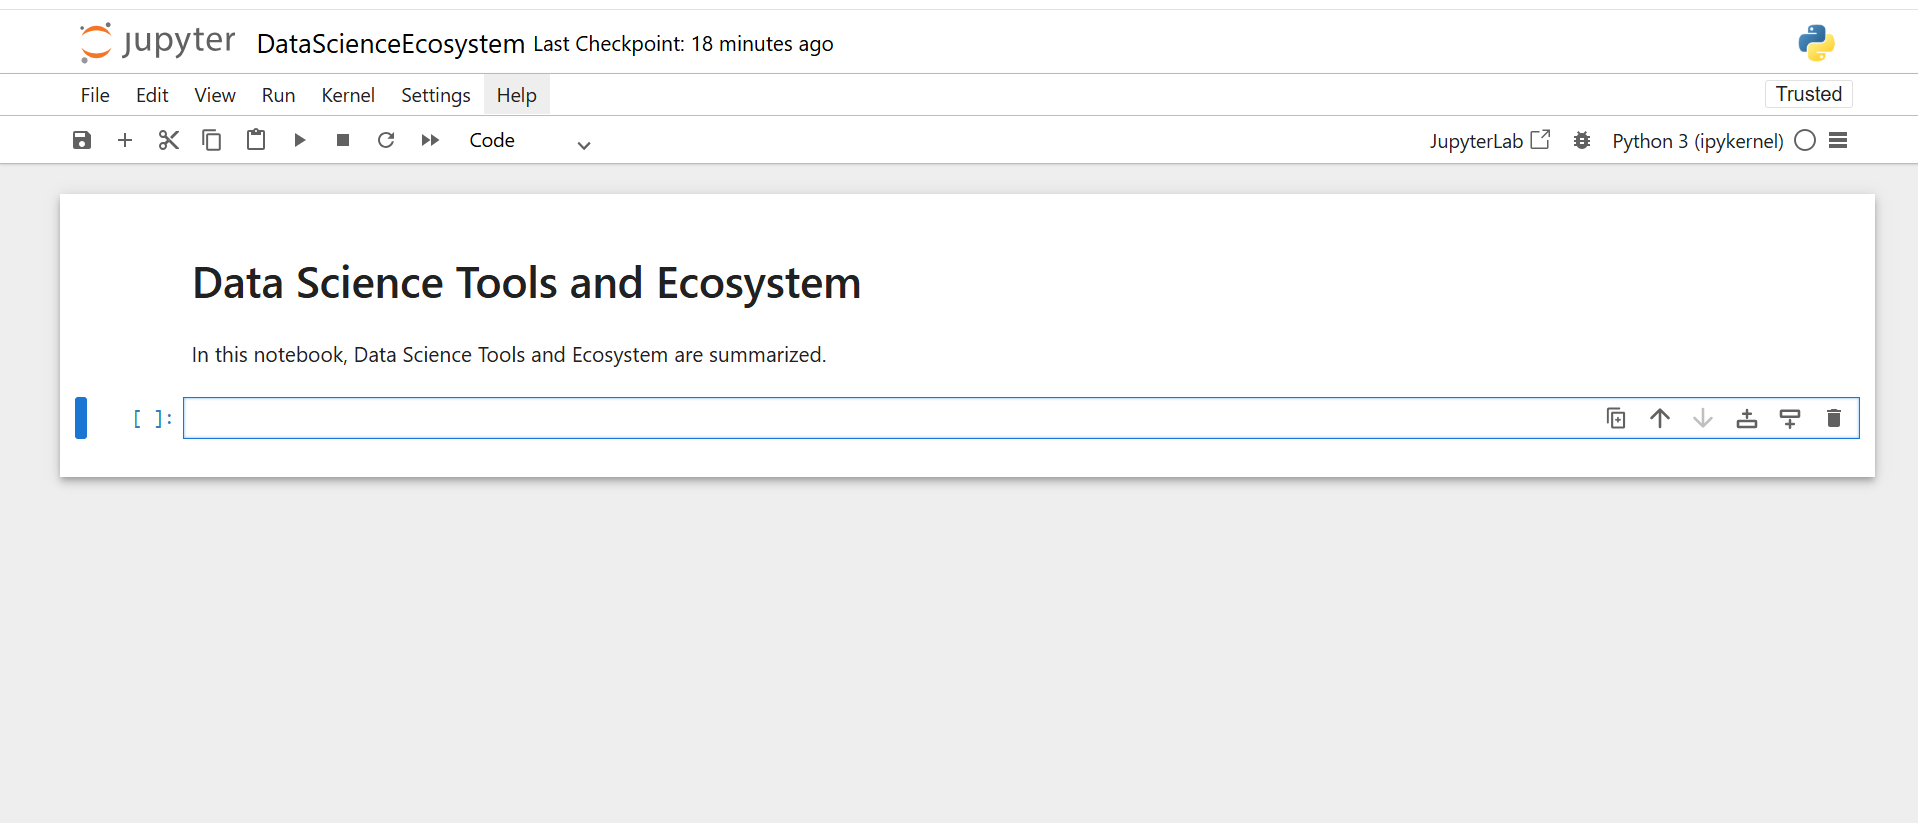 jupyter DataScienceEcosystem Last Checkpoint: 18 minutes ago
File Edit View Run Kernel Settings Help Trusted
Code JupyterLab Python 3 (ipykernel)
Data Science Tools and Ecosystem
In this notebook, Data Science Tools and Ecosystem are summarized.
[ ]: